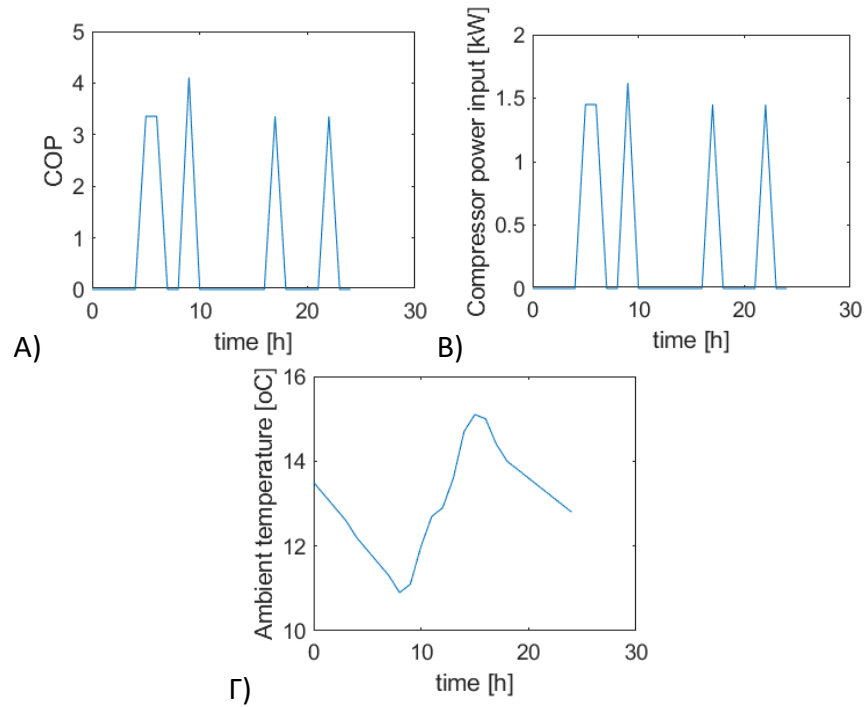 COP
5
4
3
2
1
0
0 10 20 30
time [h]
A)
Compressor power input [kW]
2
1.5
1
0.5
0
0 10 20 30
time [h]
B)
Ambient temperature [oC]
16
14
12
10
0 10 20 30
time [h]
Γ)